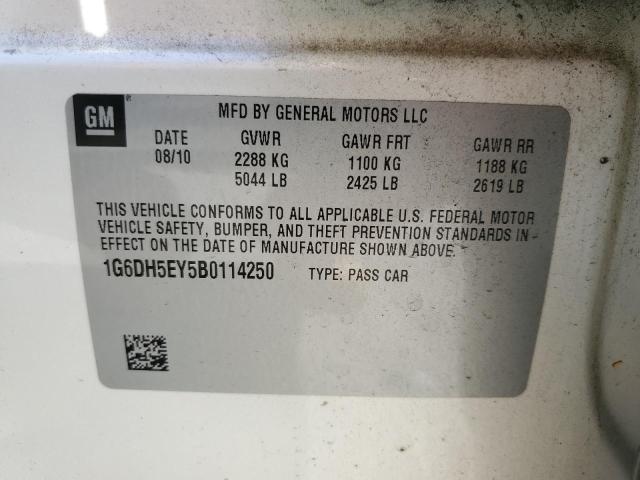 GM
MFD BY GENERAL MOTORS LLC
DATE GVWR GAWR FRT GAWR RR
08/10 2288 KG 1100 KG 1188 KG
5044 LB 2425 LB 2619 LB
THIS VEHICLE CONFORMS TO ALL APPLICABLE U.S. FEDERAL MOTOR
VEHICLE SAFETY, BUMPER, AND THEFT PREVENTION STANDARDS IN
EFFECT ON THE DATE OF MANUFACTURE SHOWN ABOVE.
1G6DH5EY5B0114250 TYPE: PASS CAR